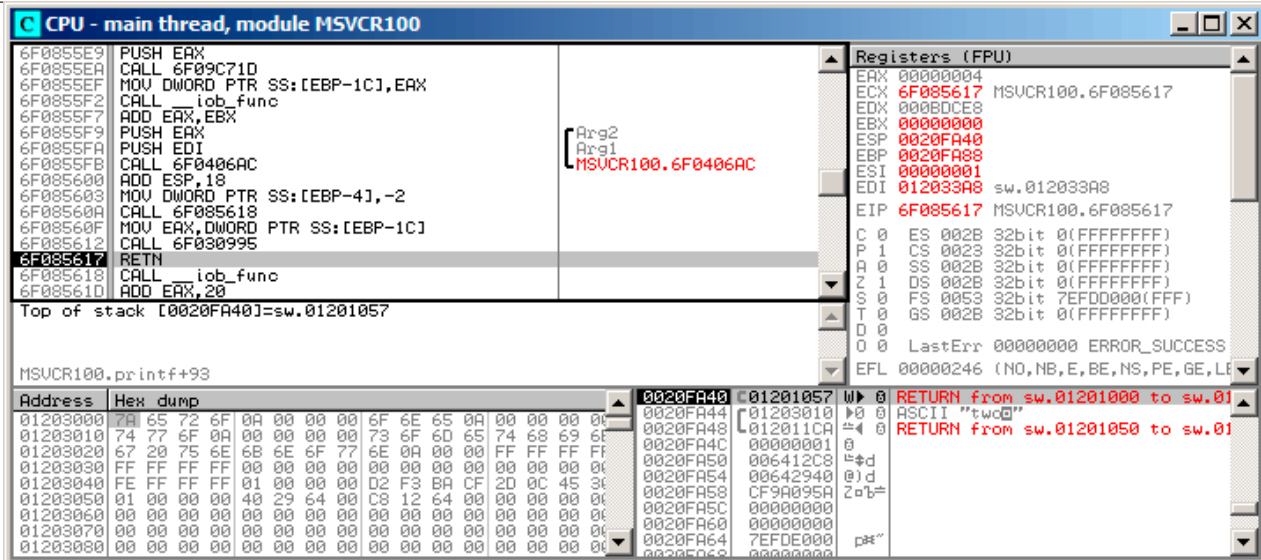 CPU - main thread, module MSVCR100
6F0855E9 PUSH EAX
6F0855EA CALL 6F09C71D
6F0855EF MOV DWORD PTR SS:[EBP-1C],EAX
6F0855F2 CALL __iob_func
6F0855F7 ADD EAX,EBX
6F0855F9 PUSH EAX Arg2
6F0855FA PUSH EDI Arg1
6F0855FB CALL 6F0406AC MSVCR100.6F0406AC
6F085600 ADD ESP,18
6F085603 MOV DWORD PTR SS:[EBP-4],-2
6F08560A CALL 6F085618
6F08560F MOV EAX,DWORD PTR SS:[EBP-1C]
6F085612 CALL 6F030995
6F085617 RETN
6F085618 CALL __iob_func
6F08561D ADD EAX,20
Top of stack [0020FA40]=sw.01201057
MSVCR100.printf+93
Registers (FPU)
EAX 00000004
ECX 6F085617 MSVCR100.6F085617
EDX 000BDCE8
EBX 00000000
ESP 0020FA40
EBP 0020FA88
ESI 00000001
EDI 012033A8 sw.012033A8
EIP 6F085617 MSVCR100.6F085617
C 0 ES 002B 32bit 0(FFFFFFFF)
P 1 CS 0023 32bit 0(FFFFFFFF)
A 0 SS 002B 32bit 0(FFFFFFFF)
Z 1 DS 002B 32bit 0(FFFFFFFF)
S 0 FS 0053 32bit 7EFDD000(FFF)
T 0 GS 002B 32bit 0(FFFFFFFF)
D 0
O 0 LastErr 00000000 ERROR_SUCCESS
EFL 00000246 (NO,NB,E,BE,NS,PE,GE,LE
Address Hex dump
01203000 7A 65 72 6F 0A 00 00 00 6F 6E 65 0A 00 00 00
01203010 74 77 6F 0A 00 00 00 00 73 6F 6D 65 74 68 69
01203020 67 20 75 6E 6B 6E 6F 77 6E 0A 00 00 FF FF FF
01203030 FF FF FF FF 00 00 00 00 00 00 00 00 00 00 00
01203040 FE FF FF FF 01 00 00 00 D2 F3 BA CF 2D 0C 45
01203050 01 00 00 00 40 29 64 00 C8 12 64 00 00 00 00
01203060 00 00 00 00 00 00 00 00 00 00 00 00 00 00 00
01203070 00 00 00 00 00 00 00 00 00 00 00 00 00 00 00
01203080 00 00 00 00 00 00 00 00 00 00 00 00 00 00 00
0020FA40 01201057 RETURN from sw.01201000 to sw.01
0020FA44 01203010 ASCII "two
0020FA48 012011CA RETURN from sw.01201050 to sw.01
0020FA4C 00000001
0020FA50 006412C8
0020FA54 00642940 @)d
0020FA58 CF9A095A
0020FA5C 00000000
0020FA60 00000000
0020FA64 7EFDE000